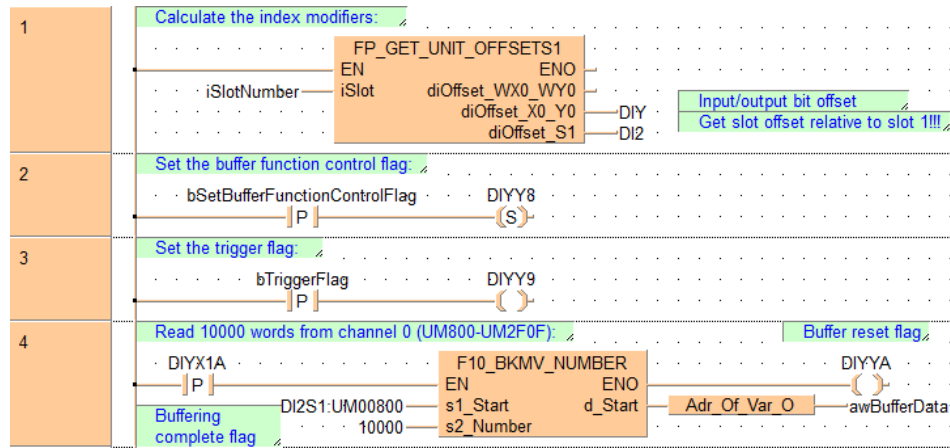 1
Calculate the index modifiers:
FP_GET_UNIT_OFFSETS1
EN ENO
iSlotNumber iSlot diOffset_WX0_WY0
diOffset_X0_Y0 DIY Input/output bit offset
diOffset_S1 DI2 Get slot offset relative to slot 1!!!
2
Set the buffer function control flag:
bSetBufferFunctionControlFlag DIYY8
P S
3
Set the trigger flag:
bTriggerFlag DIYY9
P
4
Read 10000 words from channel 0 (UM800-UM2F0F): Buffer reset flag
DIYX1A F10_BKMV_NUMBER DIYYA
P EN ENO
DI2S1:UM00800 s1_Start d_Start Adr_Of_Var_O awBufferData
Buffering 10000 s2_Number
complete flag